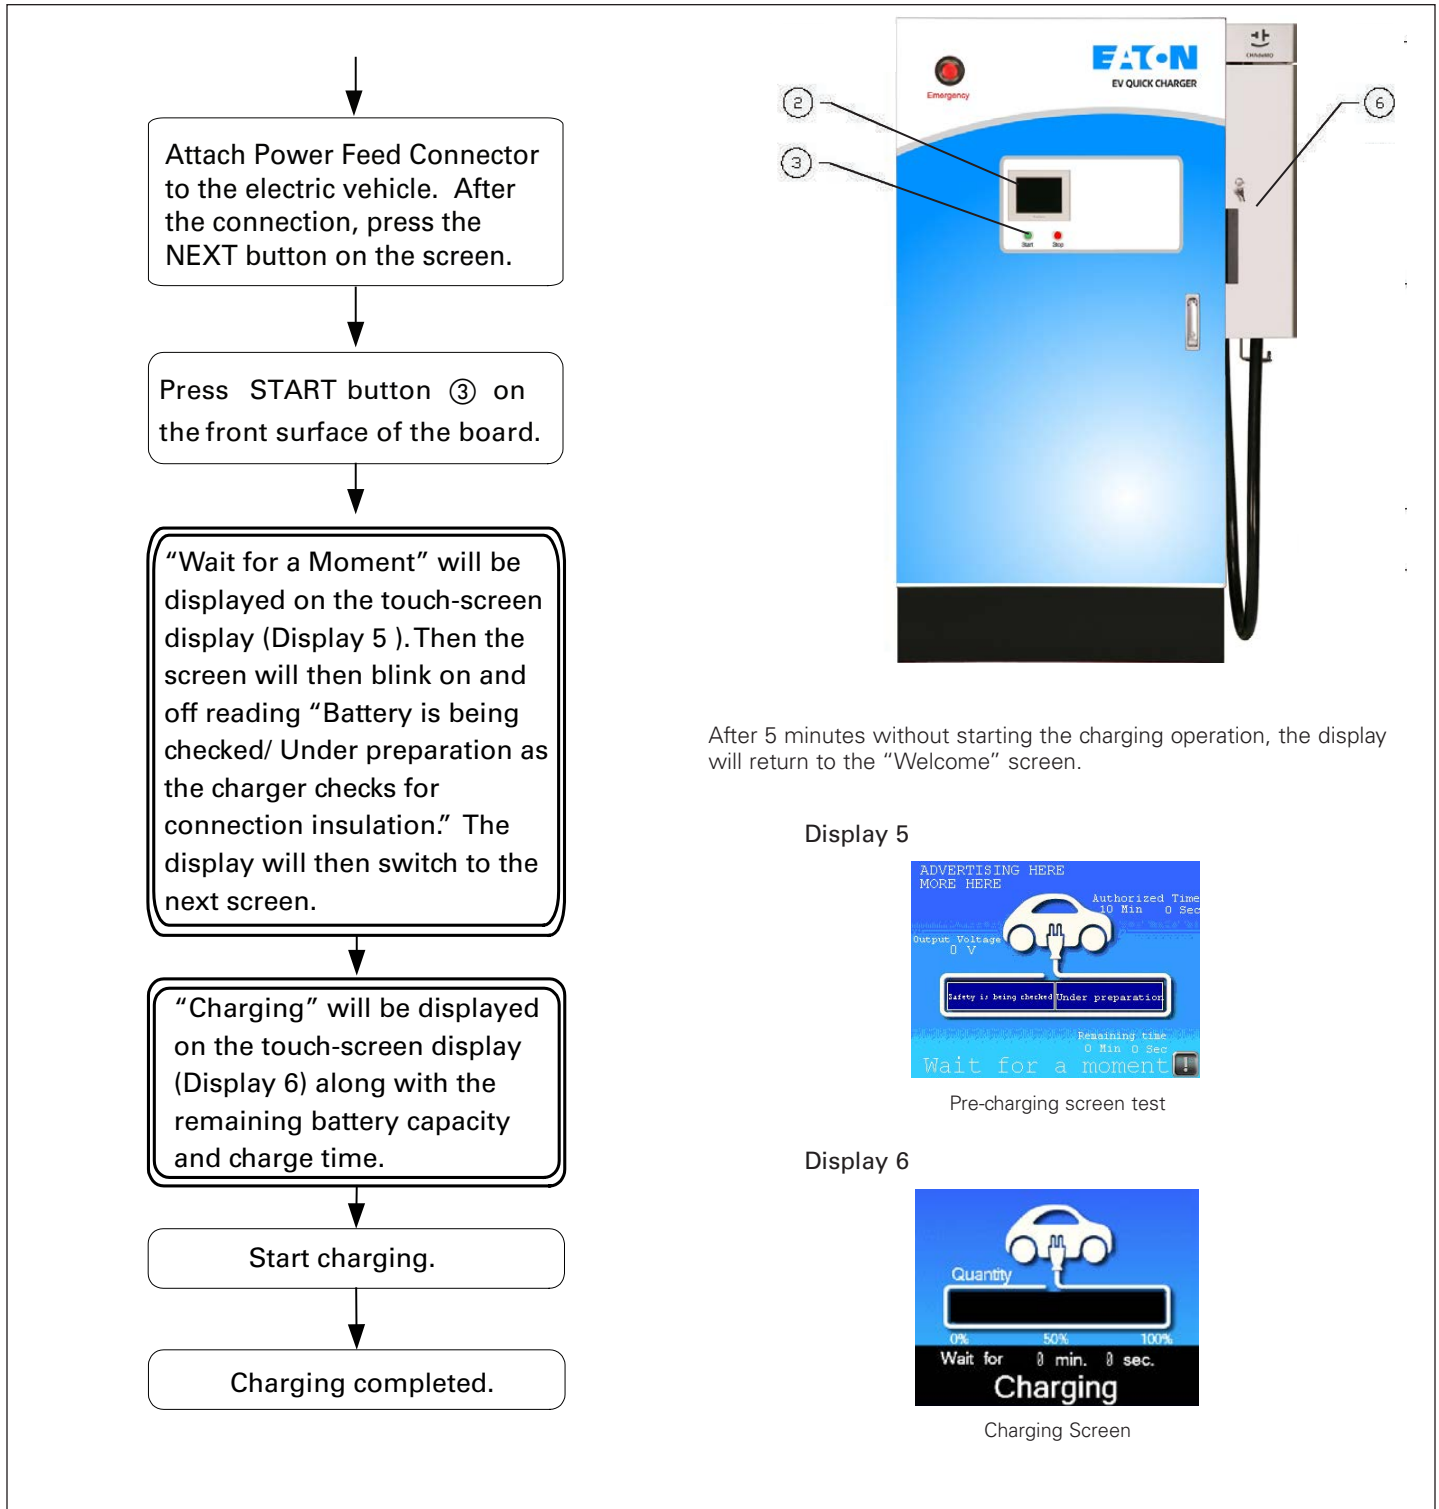 Attach Power Feed Connector
to the electric vehicle. After
the connection, press the
NEXT button on the screen.
Press START button ③ on
the front surface of the board.
“Wait for a Moment” will be
displayed on the touch-screen
display (Display 5 ). Then the
screen will then blink on and
off reading “Battery is being
checked/ Under preparation as
the charger checks for
connection insulation.” The
display will then switch to the
next screen.
“Charging” will be displayed
on the touch-screen display
(Display 6) along with the
remaining battery capacity
and charge time.
Start charging.
Charging completed.
CHAdeMO
EATON
EV QUICK CHARGER
Emergency
2
3
6
Start Stop
After 5 minutes without starting the charging operation, the display
will return to the “Welcome” screen.
Display 5
ADVERTISING HERE
MORE HERE
Authorized Time
10 Min 0 Sec
Output Voltage
0 V
Safety is being checked Under preparation
Remaining time
0 Min 0 Sec
Wait for a moment
Pre-charging screen test
Display 6
Quantity
0% 50% 100%
Wait for 0 min. 0 sec.
Charging
Charging Screen